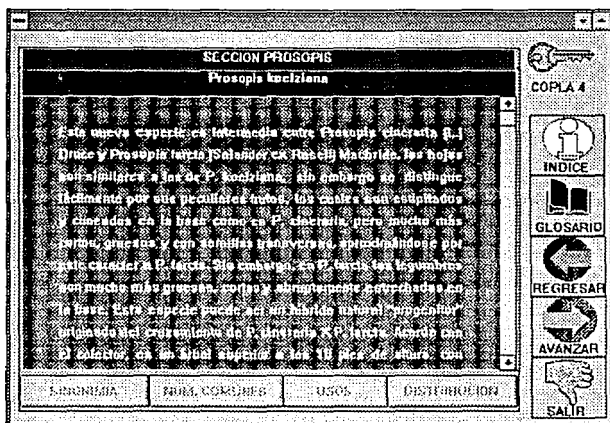 SECCION PROSOPIS
Prosopis koelziana
COPLA 4
Esta nueva especie es intermedia entre Prosopis cineraria (L.)
Druce y Prosopis farcta (Solander ex Russell) Macbride, las hojas
son similares a las de P. koelziana, sin embargo se distingue
fácilmente por sus peculiares frutos, los cuales son estipitados
y cuneados en la base como en P. cineraria, pero mucho más
cortos, gruesos y con semillas transversas, aproximándose por
este carácter a P. farcta. Sin embargo, en P. farcta los legumbres
son mucho más gruesas, cortas y abruptamente estrechadas en
la base. Esta especie puede ser un híbrido natural "progenitor"
originado del cruzamiento de P. cineraria X P. farcta. Acorde con
el colector, es un árbol superior a los 10 pies de altura, con
INDICE
GLOSARIO
REGRESAR
AVANZAR
SALIR
SINONIMIA
NOM. COMUNES
USOS
DISTRIBUCION